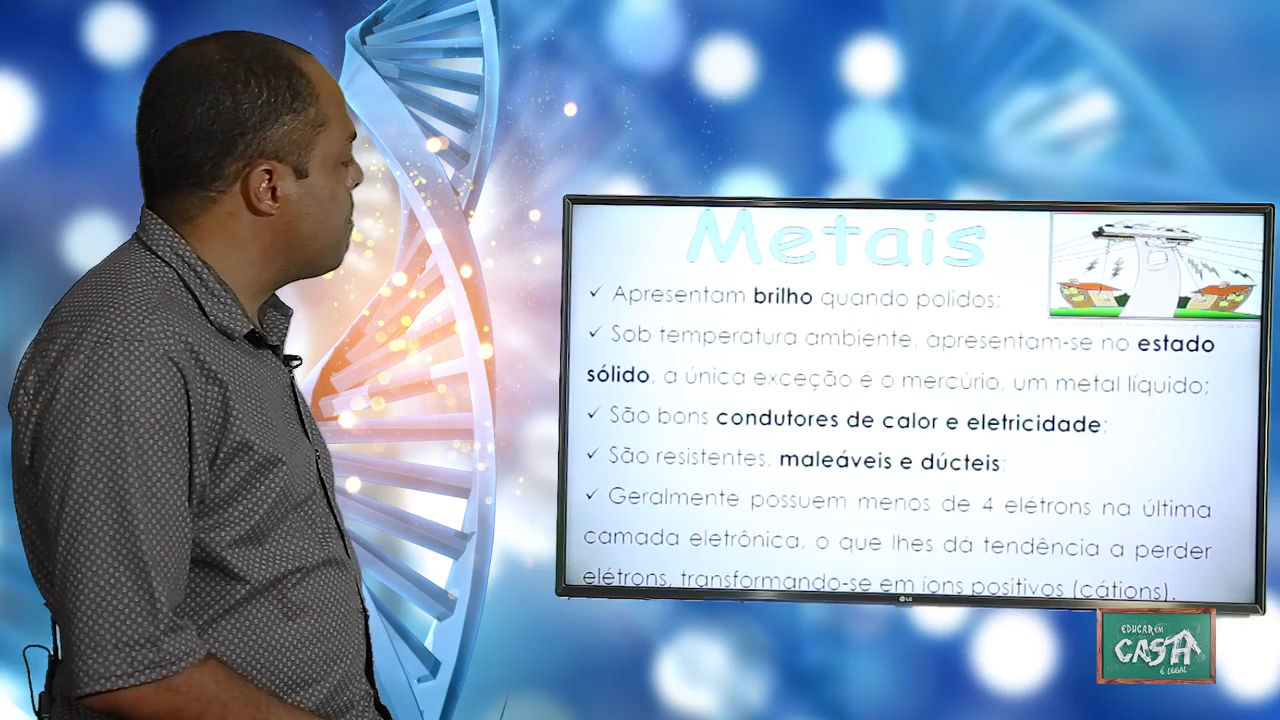 Metais
✓ Apresentam brilho quando polidos;
✓ Sob temperatura ambiente, apresentam-se no estado
sólido, a única exceção é o mercúrio, um metal líquido;
✓ São bons condutores de calor e eletricidade;
✓ São resistentes, maleáveis e dúcteis;
✓ Geralmente possuem menos de 4 elétrons na última
camada eletrônica, o que lhes dá tendência a perder
elétrons, transformando-se em íons positivos (cátions).
LG
EDUCAR EM
CASA
É LEGAL